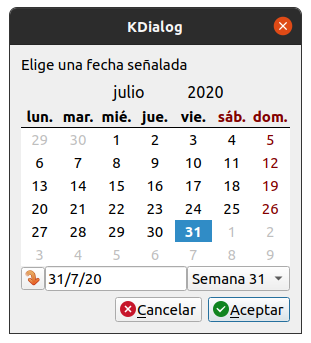 KDialog
Elige una fecha señalada
julio 2020
lun. mar. mié. jue. vie. sáb. dom.
29 30 1 2 3 4 5
6 7 8 9 10 11 12
13 14 15 16 17 18 19
20 21 22 23 24 25 26
27 28 29 30 31 1 2
3 4 5 6 7 8 9
31/7/20 Semana 31
Cancelar Aceptar